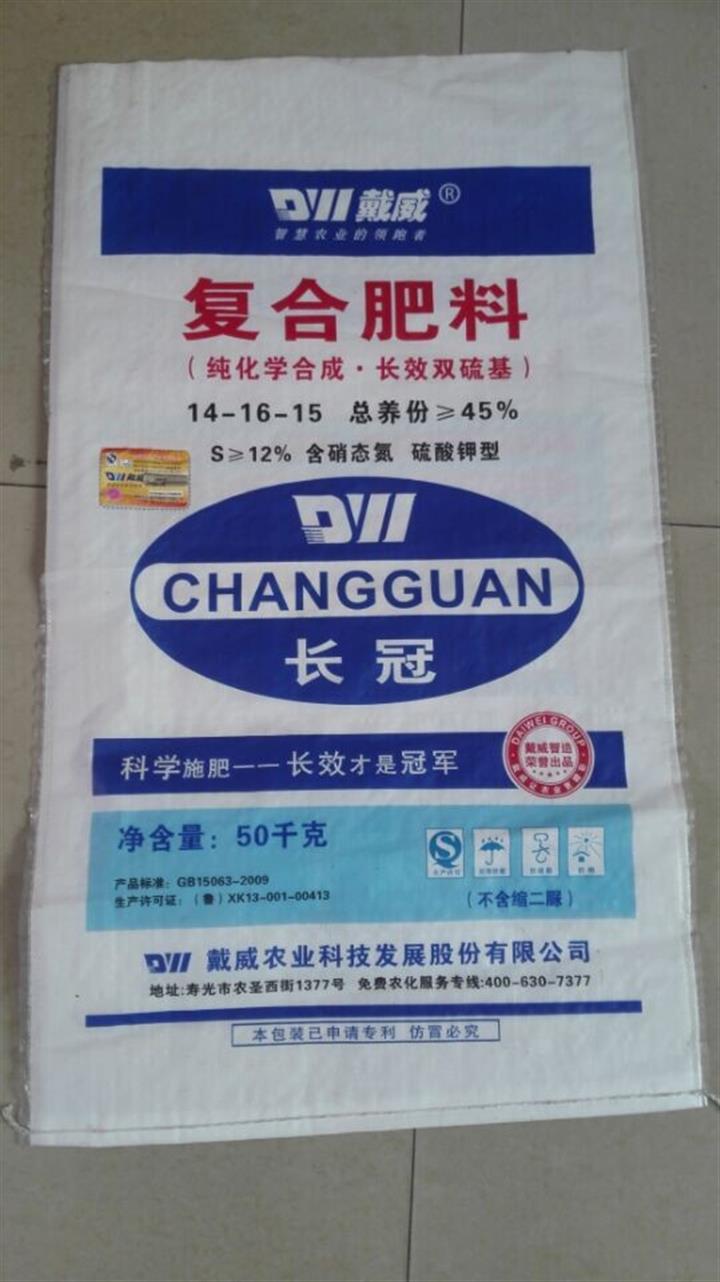 DW 戴威®
智慧农业的领跑者
复合肥料
(纯化学合成·长效双硫基)
14-16-15 总养份≥45%
S≥12% 含硝态氮 硫酸钾型
DW 戴威
DW
CHANGGUAN
长冠
DAIWEI GROUP
戴威智造
荣誉出品
科学施肥——长效才是冠军
净含量: 50千克
产品标准: GB15063-2009
生产许可证: (鲁) XK13-001-00413
生产许可
(不含缩二脲)
DW 戴威农业科技发展股份有限公司
地址:寿光市农圣西街1377号 免费农化服务专线:400-630-7377
本包装已申请专利 仿冒必究